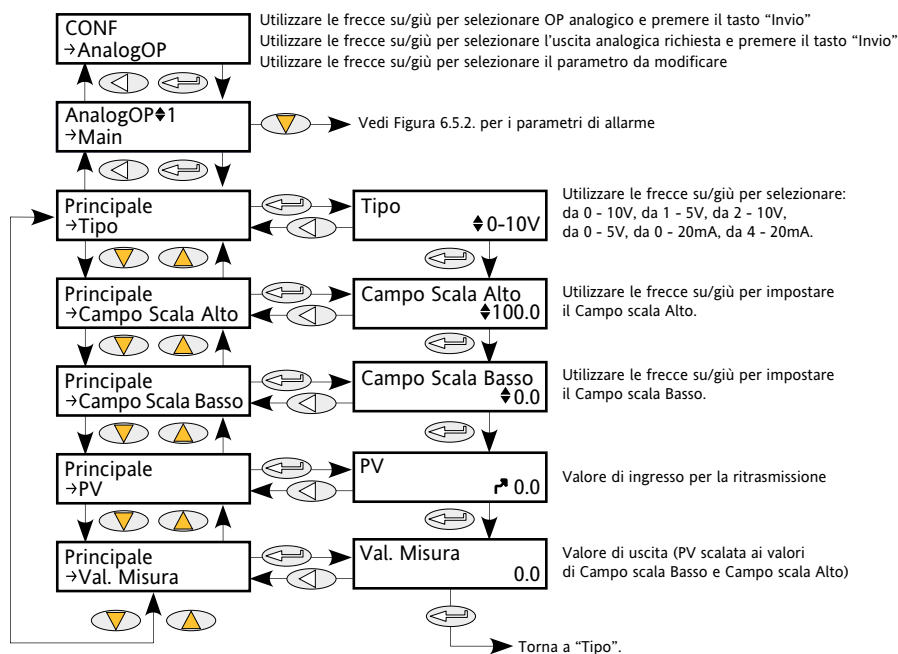 CONF
→AnalogOP
Utilizzare le frecce su/giù per selezionare OP analogico e premere il tasto “Invio”
Utilizzare le frecce su/giù per selezionare l’uscita analogica richiesta e premere il tasto “Invio”
Utilizzare le frecce su/giù per selezionare il parametro da modificare
AnalogOP♦1
→Main
Vedi Figura 6.5.2. per i parametri di allarme
Principale
→Tipo
Tipo
♦0-10V
Utilizzare le frecce su/giù per selezionare:
da 0 - 10V, da 1 - 5V, da 2 - 10V,
da 0 - 5V, da 0 - 20mA, da 4 - 20mA.
Principale
→Campo Scala Alto
Campo Scala Alto
♦100.0
Utilizzare le frecce su/giù per impostare
il Campo scala Alto.
Principale
→Campo Scala Basso
Campo Scala Basso
♦0.0
Utilizzare le frecce su/giù per impostare
il Campo scala Basso.
Principale
→PV
PV
0.0
Valore di ingresso per la ritrasmissione
Principale
→Val. Misura
Val. Misura
0.0
Valore di uscita (PV scalata ai valori
di Campo scala Basso e Campo scala Alto)
Torna a “Tipo”.